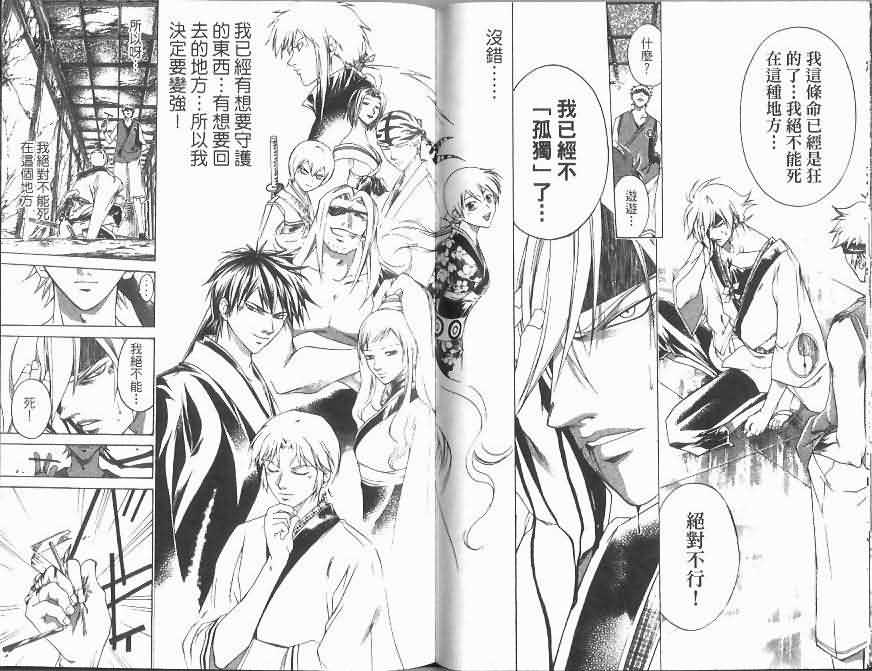 我這條命已經是狂
的了…我絕不能死
在這種地方…
什麼？
遊遊…
我已經不
「孤獨」了…
絕對不行！
沒錯……
我已經有想要守護
的東西…有想要回
去的地方…所以我
決定要變強！
所以呀…
我絕對不能死
在這個地方
…
我絕不能…
死！